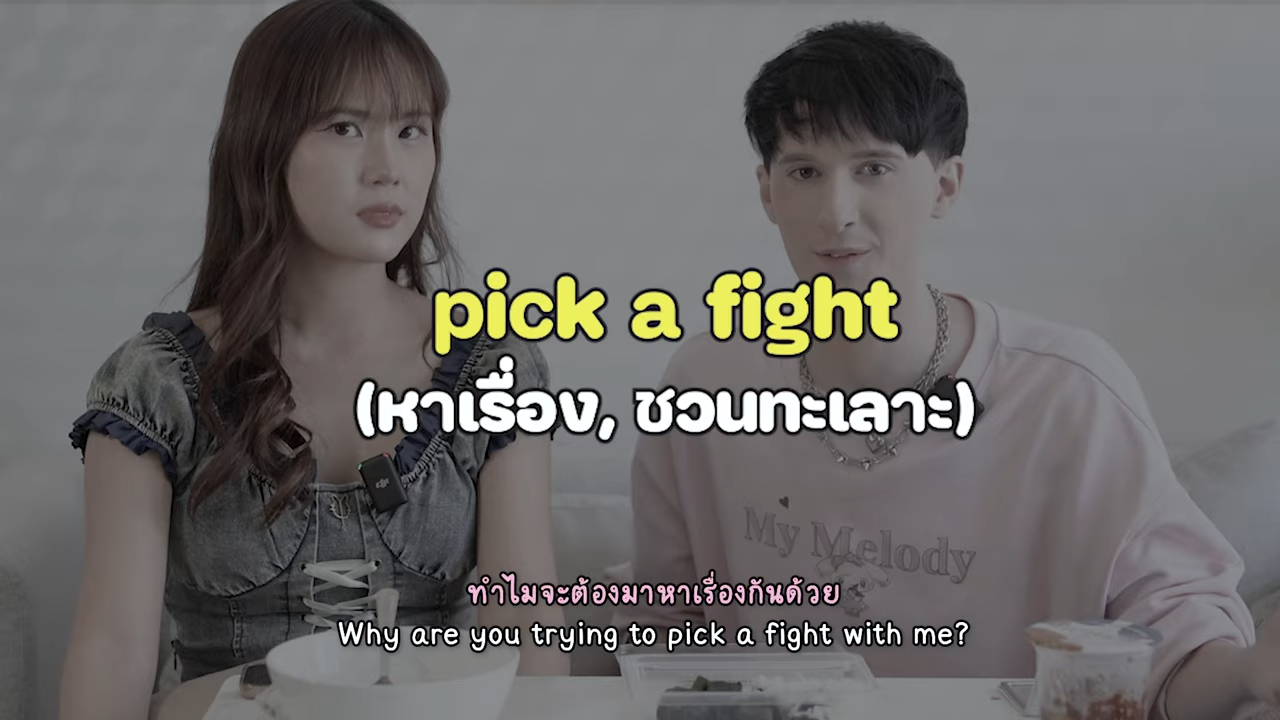 pick a fight
(หาเรื่อง, ชวนทะเลาะ)
My Melody
ทำไมจะต้องมาหาเรื่องกันด้วย
Why are you trying to pick a fight with me?